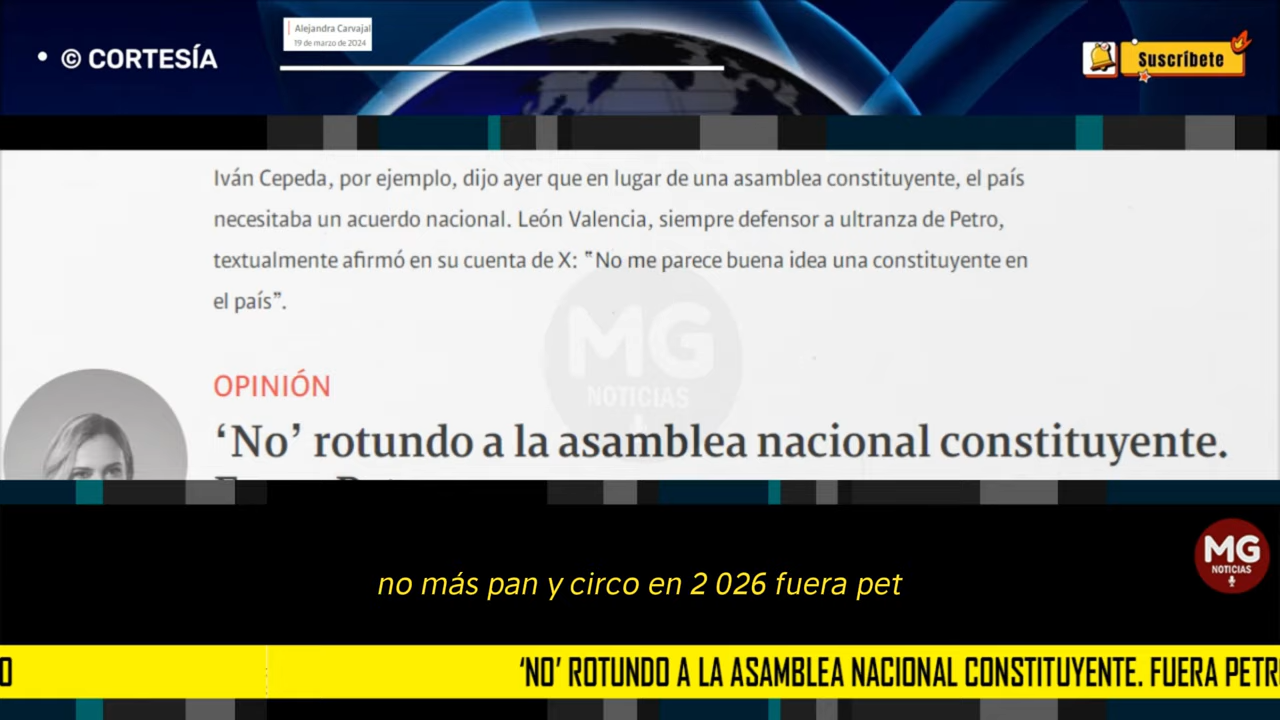 • © CORTESÍA
Alejandra Carvajal
19 de marzo de 2024
Suscríbete
Iván Cepeda, por ejemplo, dijo ayer que en lugar de una asamblea constituyente, el país
necesitaba un acuerdo nacional. León Valencia, siempre defensor a ultranza de Petro,
textualmente afirmó en su cuenta de X: “No me parece buena idea una constituyente en
el país”.
MG
NOTICIAS
OPINIÓN
‘No’ rotundo a la asamblea nacional constituyente.
MG
NOTICIAS
no más pan y circo en 2 026 fuera pet
O ‘NO’ ROTUNDO A LA ASAMBLEA NACIONAL CONSTITUYENTE. FUERA PETR